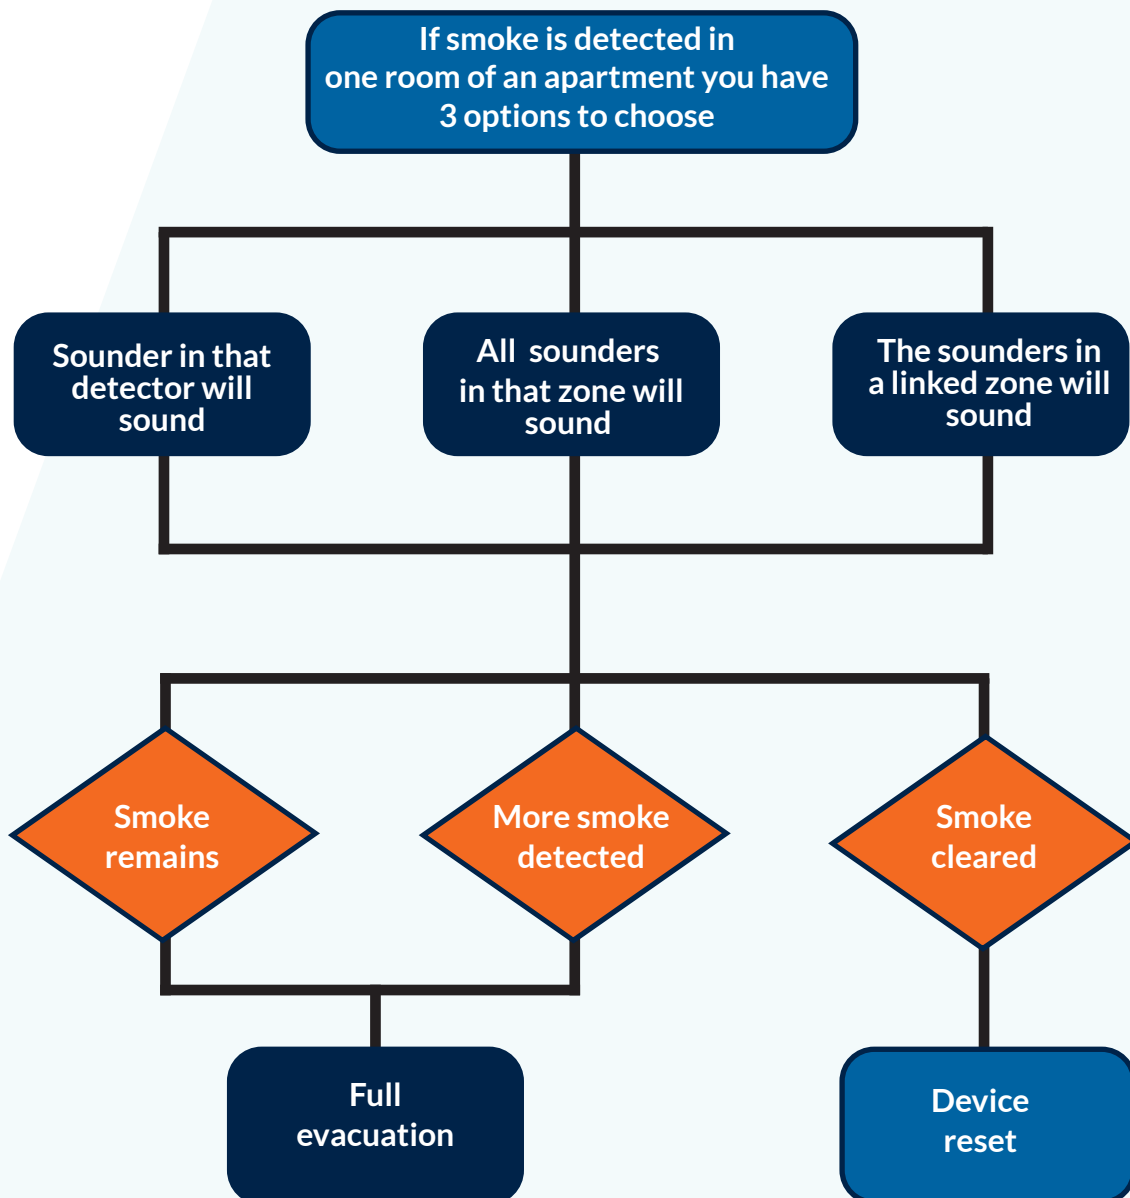 If smoke is detected in
one room of an apartment you have
3 options to choose
Sounder in that
detector will
sound
All sounders
in that zone will
sound
The sounders in
a linked zone will
sound
Smoke
remains
More smoke
detected
Smoke
cleared
Full
evacuation
Device
reset